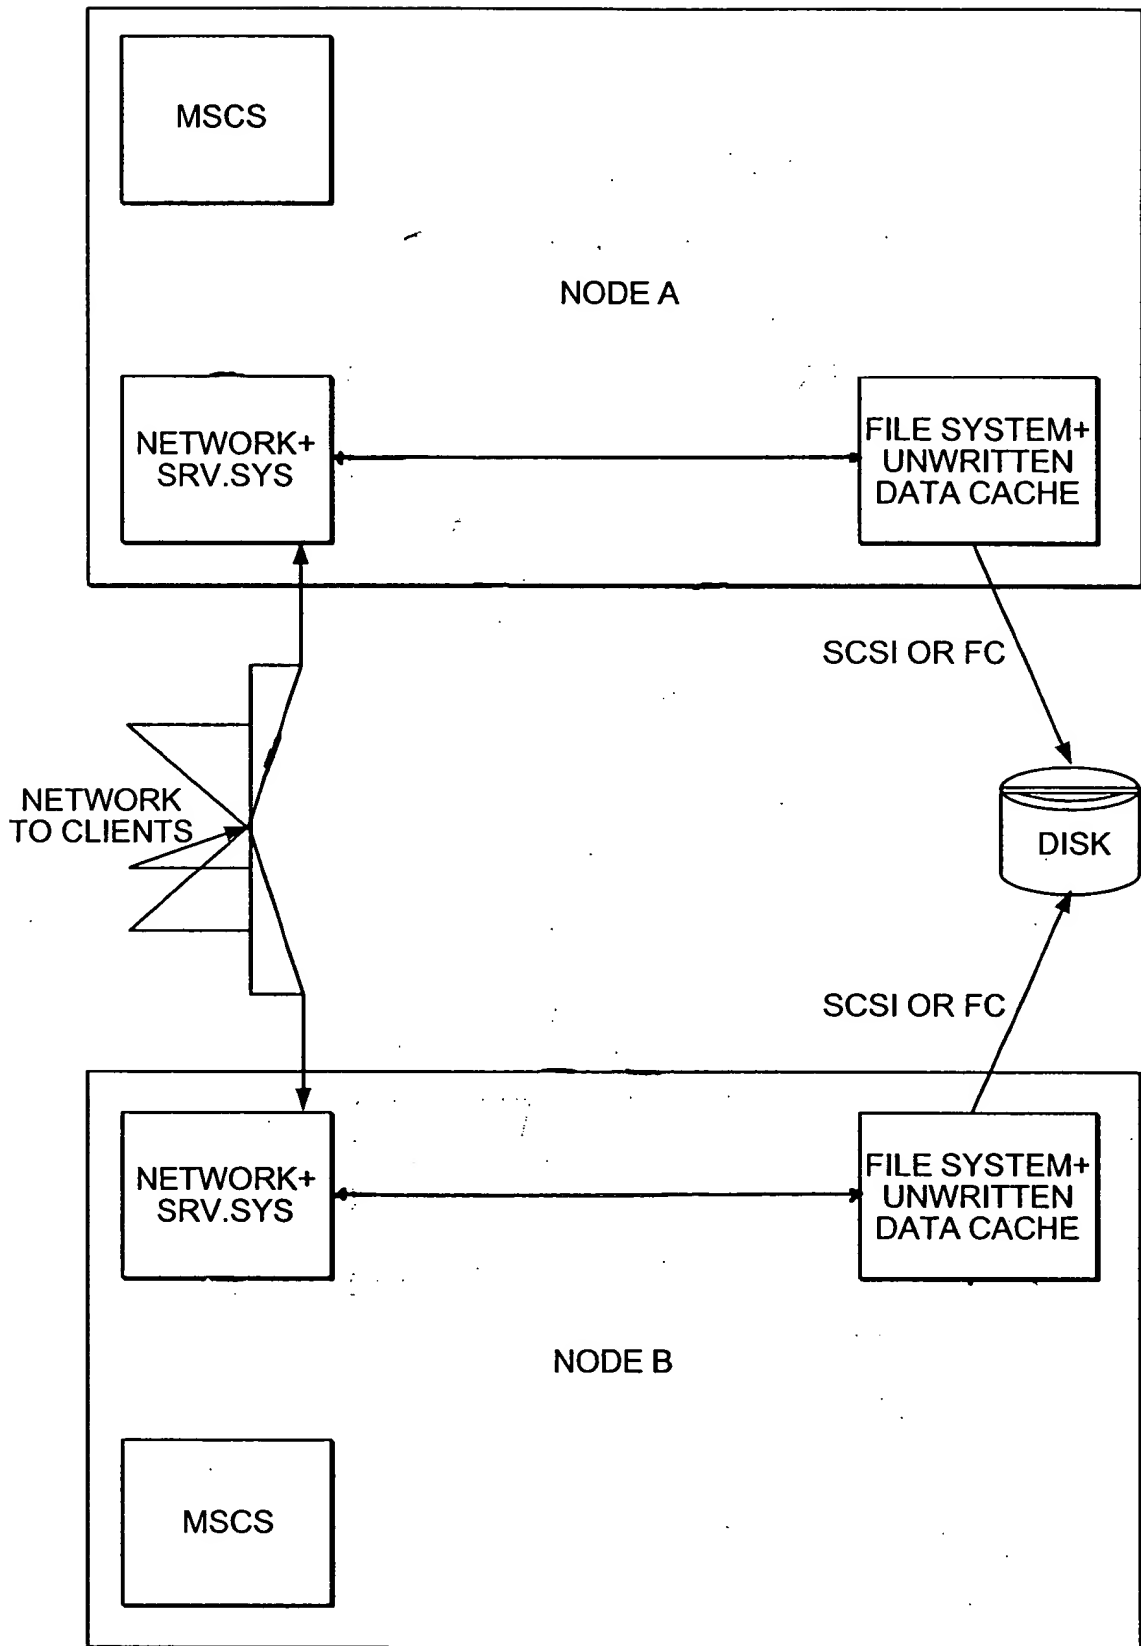 MSCS
NODE A
NETWORK+
SRV.SYS
FILE SYSTEM+
UNWRITTEN
DATA CACHE
SCSI OR FC
NETWORK
TO CLIENTS
DISK
SCSI OR FC
NETWORK+
SRV.SYS
FILE SYSTEM+
UNWRITTEN
DATA CACHE
NODE B
MSCS